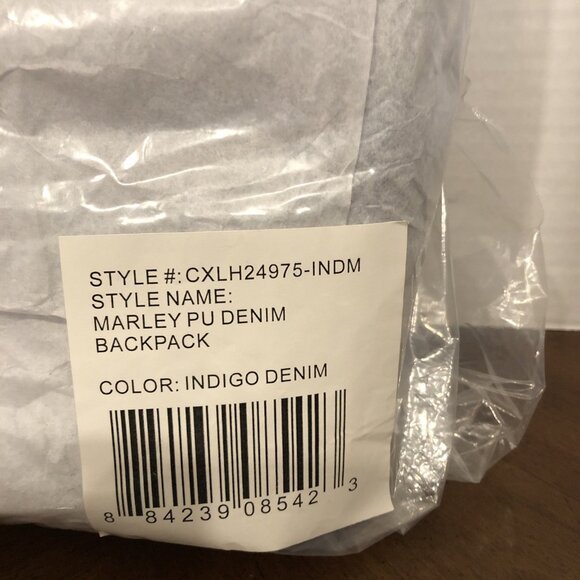 STYLE #: CXLH24975-INDM
STYLE NAME:
MARLEY PU DENIM
BACKPACK
COLOR: INDIGO DENIM
8 84239 08542 3